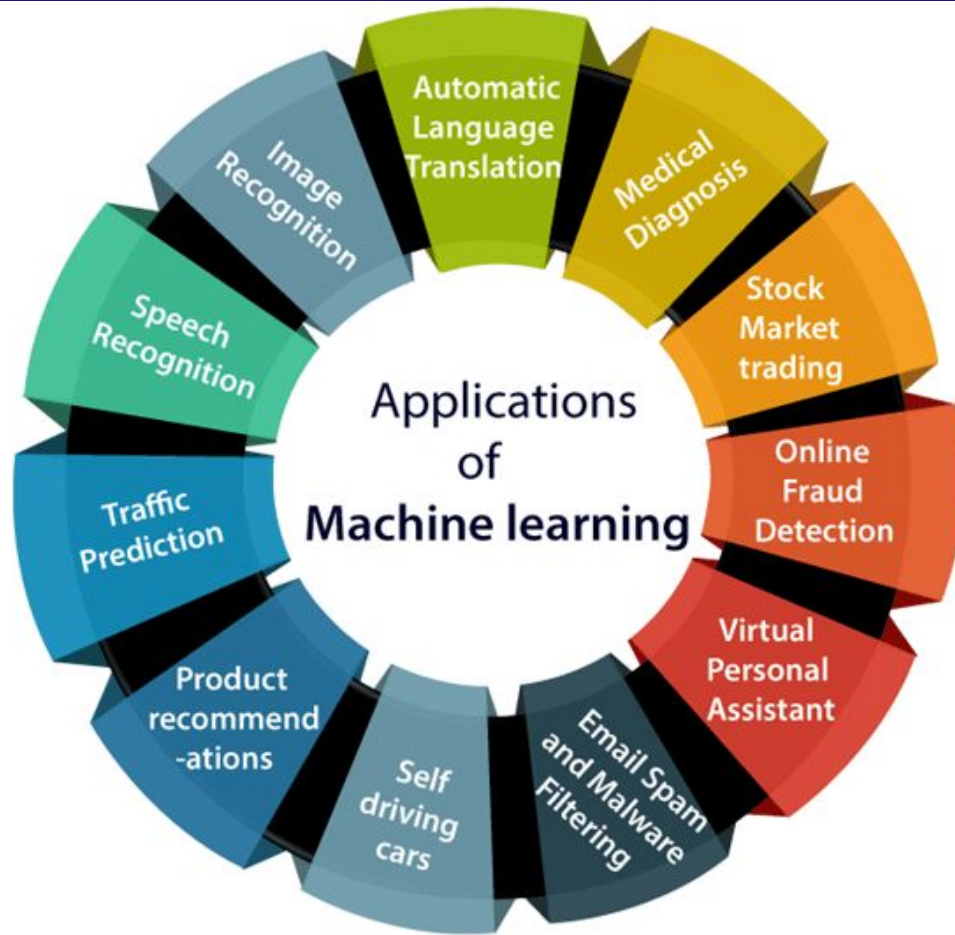 Applications
of
Machine learning
Automatic
Language
Translation
Medical
Diagnosis
Stock
Market
trading
Online
Fraud
Detection
Virtual
Personal
Assistant
Email Spam
and Malware
Filtering
Self
driving
cars
Product
recommend
-ations
Traffic
Prediction
Speech
Recognition
Image
Recognition